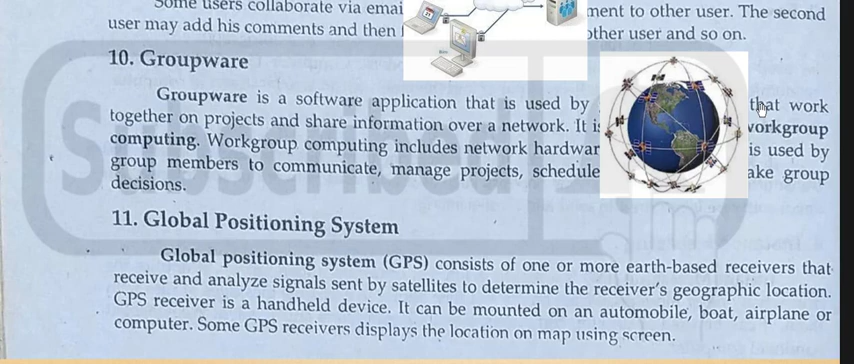 Some users collaborate via emai ment to other user. The second
user may add his comments and then ther user and so on.
10. Groupware
Groupware is a software application that is used by that work
together on projects and share information over a network. It is workgroup
computing. Workgroup computing includes network hardwar is used by
group members to communicate, manage projects, schedule ake group
decisions.
Subscribed
11. Global Positioning System
Global positioning system (GPS) consists of one or more earth-based receivers that
receive and analyze signals sent by satellites to determine the receiver's geographic location.
GPS receiver is a handheld device. It can be mounted on an automobile, boat, airplane or
computer. Some GPS receivers displays the location on map using screen.